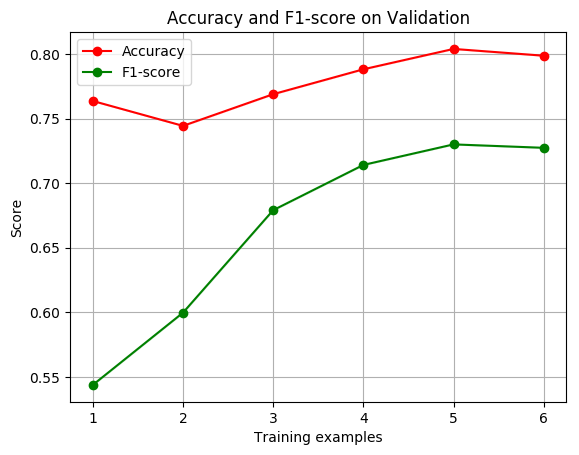 Accuracy and F1-score on Validation
Accuracy
F1-score
0.80
0.75
0.70
0.65
0.60
0.55
Score
1 2 3 4 5 6
Training examples